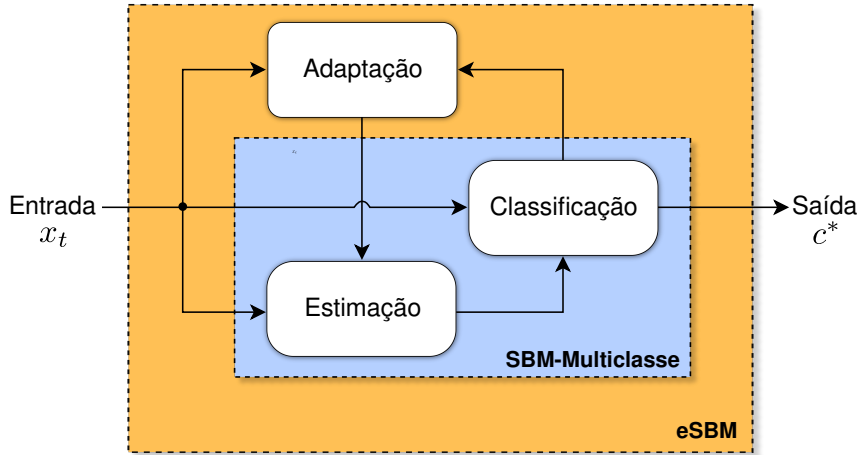 Adaptação
Entrada
x_t
Classificação
Saída
c*
Estimação
SBM-Multiclasse
eSBM